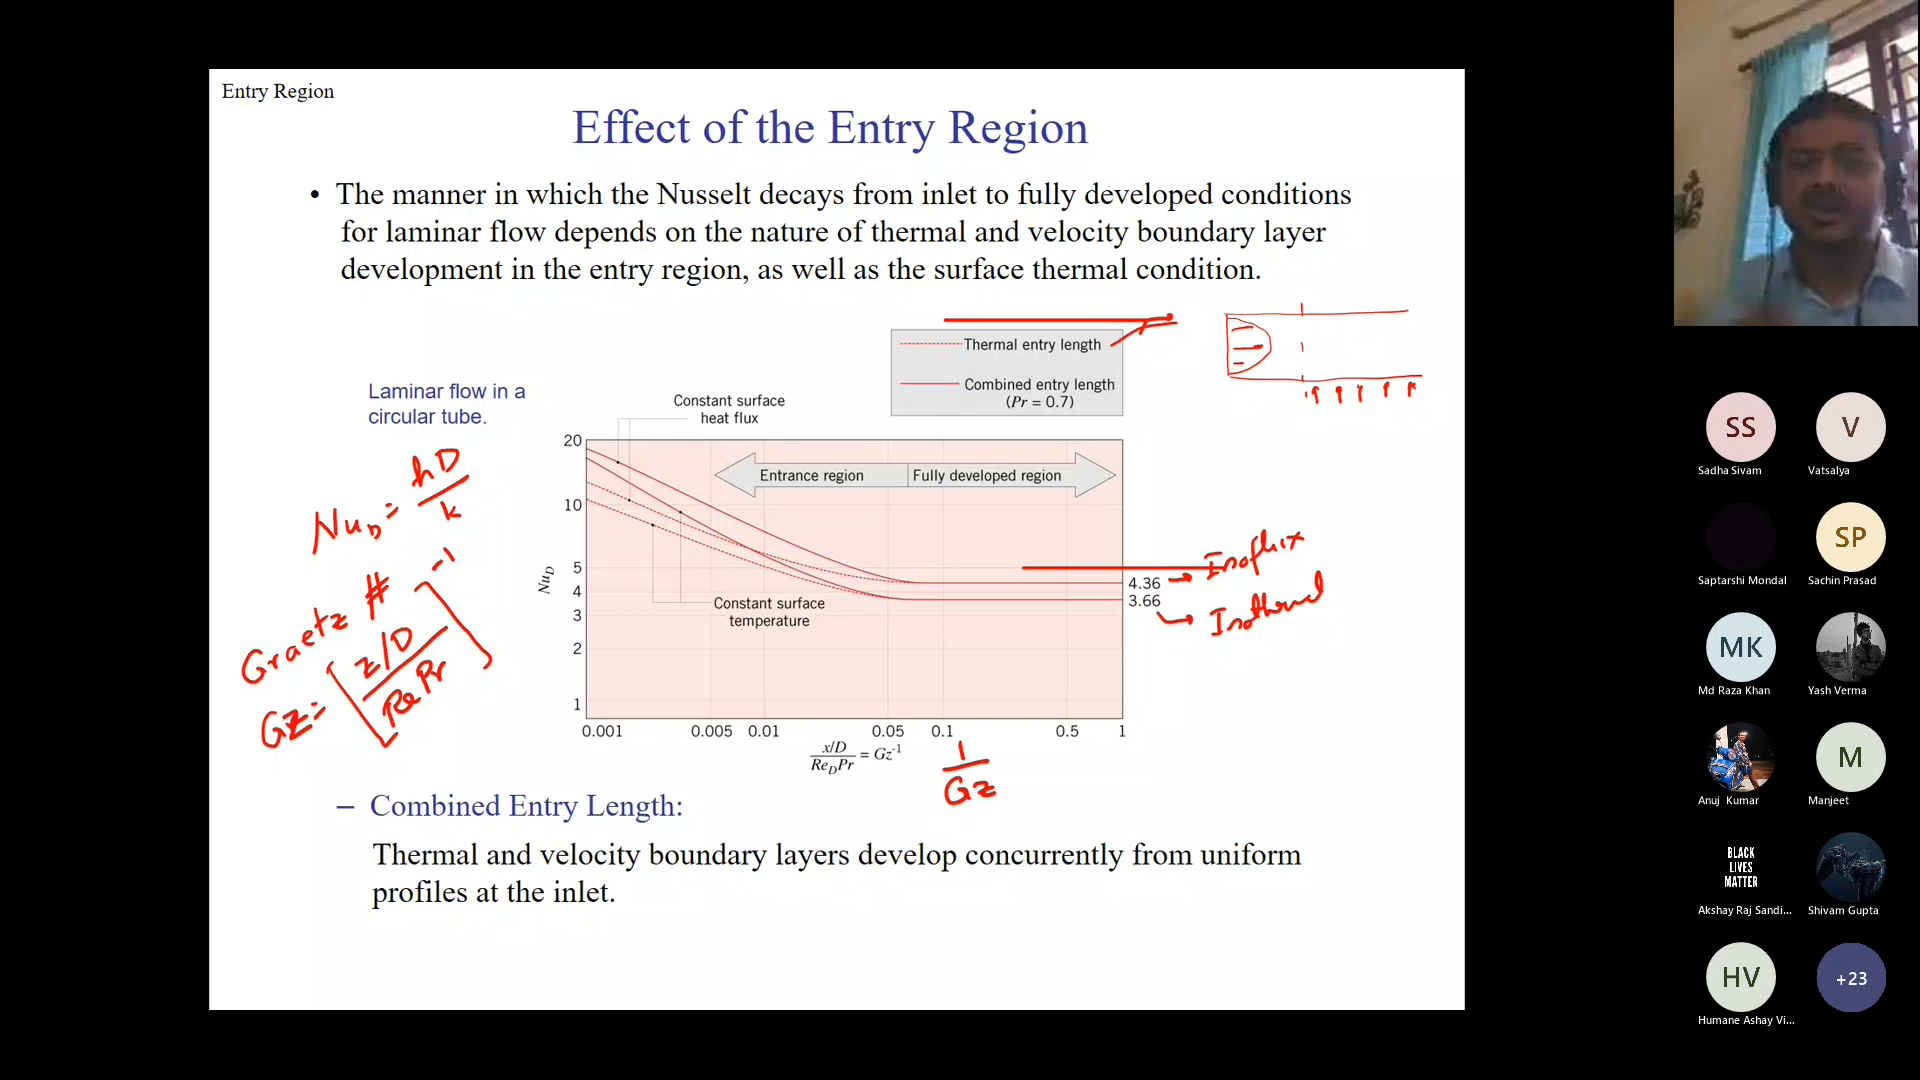 Entry Region
Effect of the Entry Region
• The manner in which the Nusselt decays from inlet to fully developed conditions
for laminar flow depends on the nature of thermal and velocity boundary layer
development in the entry region, as well as the surface thermal condition.
Thermal entry length
Combined entry length
(Pr = 0.7)
Laminar flow in a
circular tube.
Constant surface
heat flux
Entrance region
Fully developed region
20
10
5
4
3
2
1
Nu_D
4.36 → Isoflux
3.66 → Isothermal
Constant surface
temperature
0.001 0.005 0.01 0.05 0.1 0.5 1
x/D / Re_D Pr = Gz⁻¹
1/Gz
Nu_D = hD/k
Graetz #
Gz = [z/D / Re Pr]⁻¹
– Combined Entry Length:
Thermal and velocity boundary layers develop concurrently from uniform
profiles at the inlet.
SS
Sadha Sivam
V
Vatsalya
Saptarshi Mondal
SP
Sachin Prasad
MK
Md Raza Khan
Yash Verma
Anuj Kumar
M
Manjeet
BLACK
LIVES
MATTER
Akshay Raj Sandi...
Shivam Gupta
HV
Humane Ashay Vi...
+23